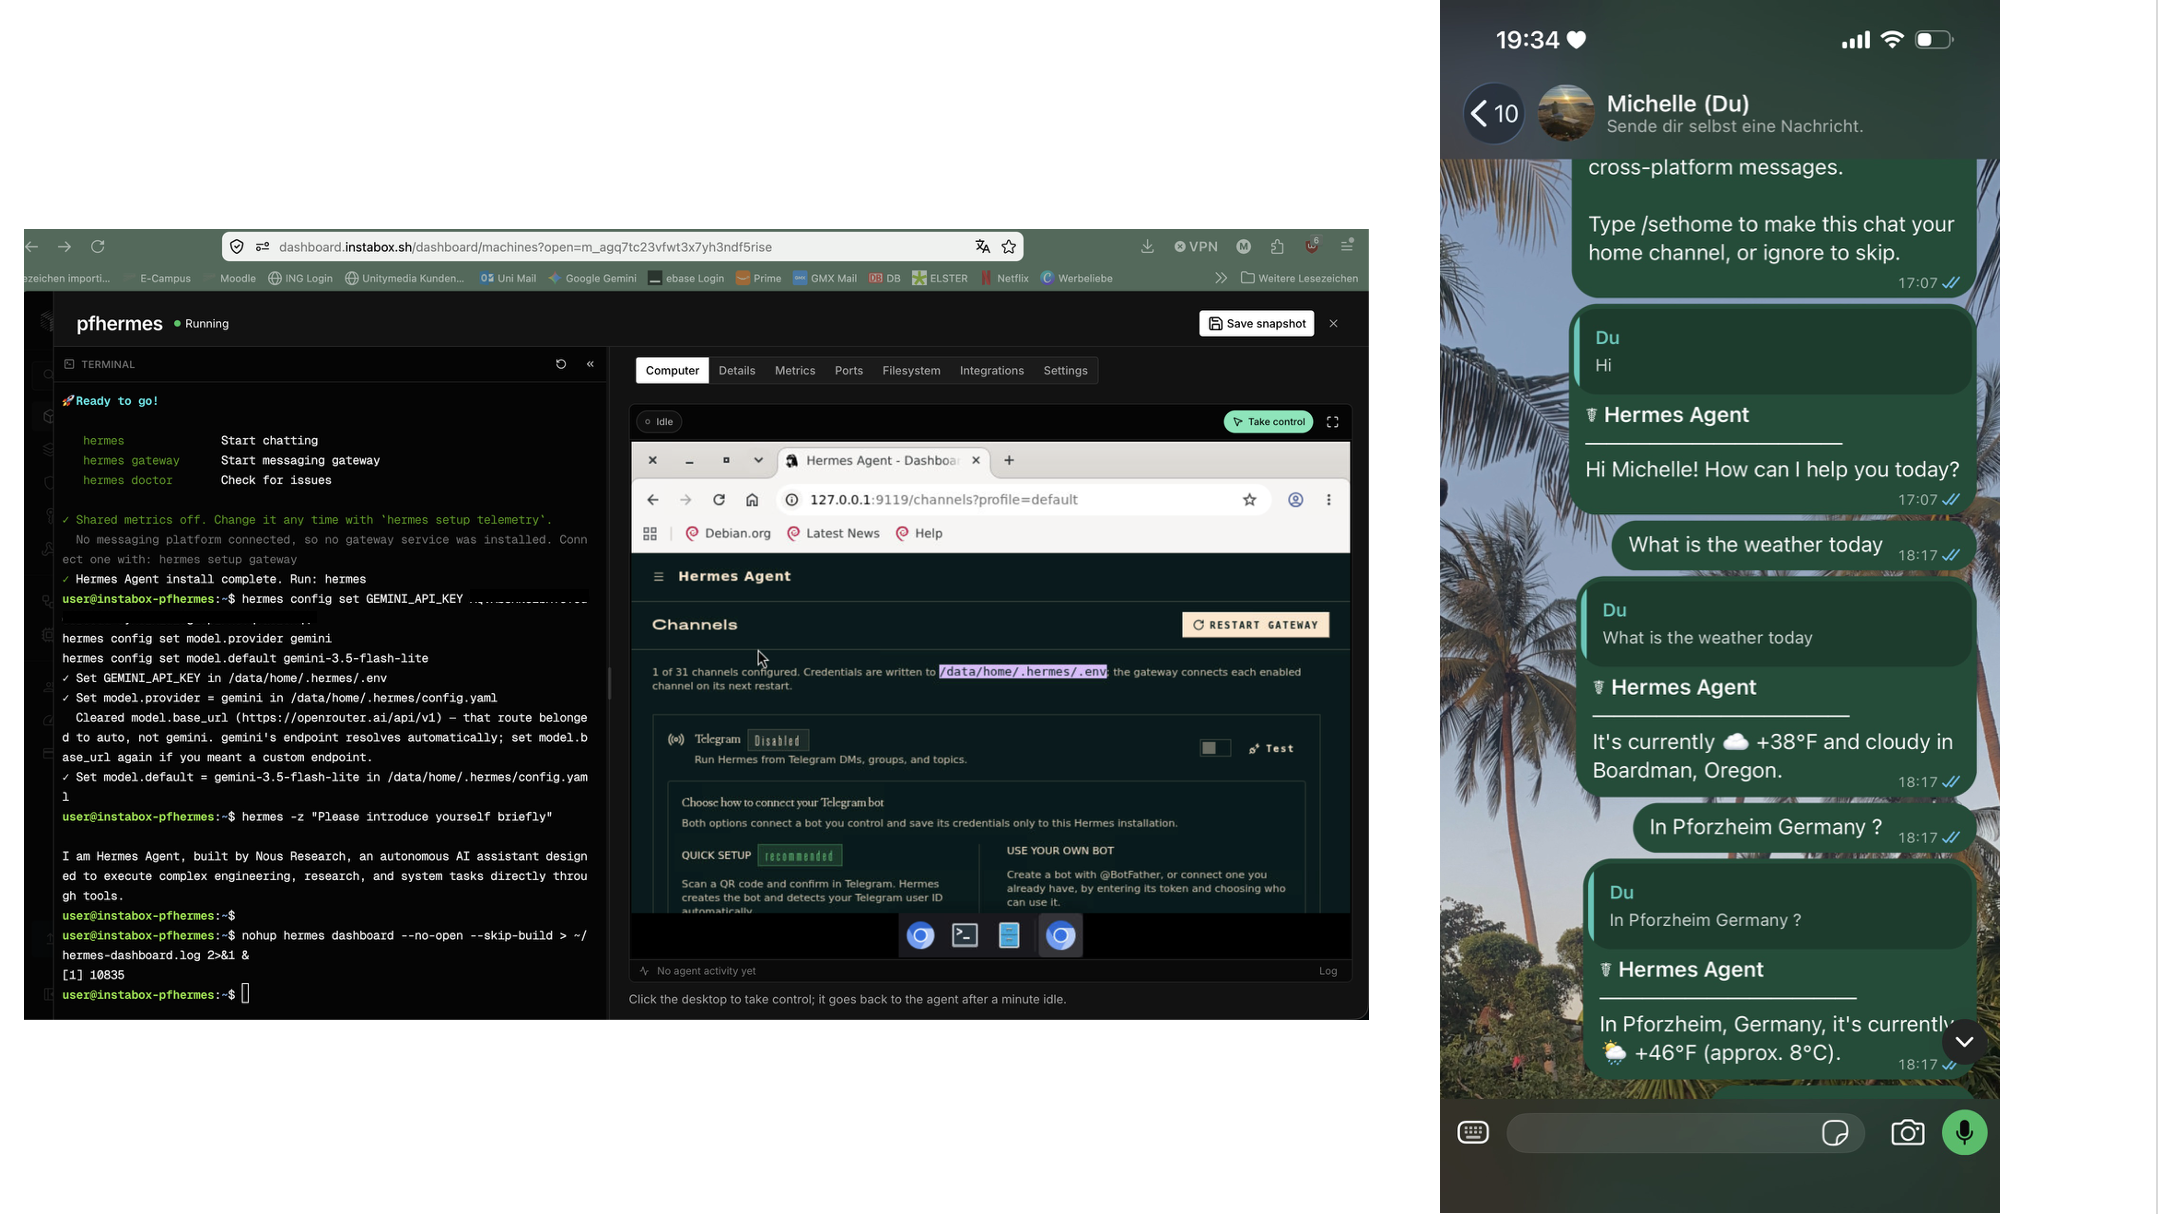 dashboard.instabox.sh/dashboard/machines?open=m_agq7tc23vfwt3x7yh3ndf5rise
VPN
M
6
ezeichen importi...
E-Campus
Moodle
ING Login
Unitymedia Kunden...
Uni Mail
Google Gemini
ebase Login
Prime
GMX Mail
DB
DB
ELSTER
Netflix
Werbeliebe
Weitere Lesezeichen
pfhermes
Running
Save snapshot
TERMINAL
Ready to go!
hermes Start chatting
hermes gateway Start messaging gateway
hermes doctor Check for issues
✓ Shared metrics off. Change it any time with `hermes setup telemetry`.
No messaging platform connected, so no gateway service was installed. Conn
ect one with: hermes setup gateway
✓ Hermes Agent install complete. Run: hermes
user@instabox-pfhermes:~$ hermes config set GEMINI_API_KEY
hermes config set model.provider gemini
hermes config set model.default gemini-3.5-flash-lite
✓ Set GEMINI_API_KEY in /data/home/.hermes/.env
✓ Set model.provider = gemini in /data/home/.hermes/config.yaml
Cleared model.base_url (https://openrouter.ai/api/v1) — that route belonge
d to auto, not gemini. gemini's endpoint resolves automatically; set model.b
ase_url again if you meant a custom endpoint.
✓ Set model.default = gemini-3.5-flash-lite in /data/home/.hermes/config.yam
l
user@instabox-pfhermes:~$ hermes -z "Please introduce yourself briefly"
I am Hermes Agent, built by Nous Research, an autonomous AI assistant design
ed to execute complex engineering, research, and system tasks directly throu
gh tools.
user@instabox-pfhermes:~$
user@instabox-pfhermes:~$ nohup hermes dashboard --no-open --skip-build > ~/
hermes-dashboard.log 2>&1 &
[1] 10835
user@instabox-pfhermes:~$
Computer
Details
Metrics
Ports
Filesystem
Integrations
Settings
Idle
Take control
Hermes Agent - Dashboa
127.0.0.1:9119/channels?profile=default
Debian.org
Latest News
Help
Hermes Agent
Channels
RESTART GATEWAY
1 of 31 channels configured. Credentials are written to /data/home/.hermes/.env; the gateway connects each enabled
channel on its next restart.
Telegram
Disabled
Test
Run Hermes from Telegram DMs, groups, and topics.
Choose how to connect your Telegram bot
Both options connect a bot you control and save its credentials only to this Hermes installation.
QUICK SETUP
recommended
Scan a QR code and confirm in Telegram. Hermes
creates the bot and detects your Telegram user ID
automatically.
USE YOUR OWN BOT
Create a bot with @BotFather, or connect one you
already have, by entering its token and choosing who
can use it.
No agent activity yet
Log
Click the desktop to take control; it goes back to the agent after a minute idle.
19:34
10
Michelle (Du)
Sende dir selbst eine Nachricht.
cross-platform messages.
Type /sethome to make this chat your
home channel, or ignore to skip.
17:07
Du
Hi
Hermes Agent
Hi Michelle! How can I help you today?
17:07
What is the weather today
18:17
Du
What is the weather today
Hermes Agent
It's currently ☁️ +38°F and cloudy in
Boardman, Oregon.
18:17
In Pforzheim Germany ?
18:17
Du
In Pforzheim Germany ?
Hermes Agent
In Pforzheim, Germany, it's currently
🌦️ +46°F (approx. 8°C).
18:17